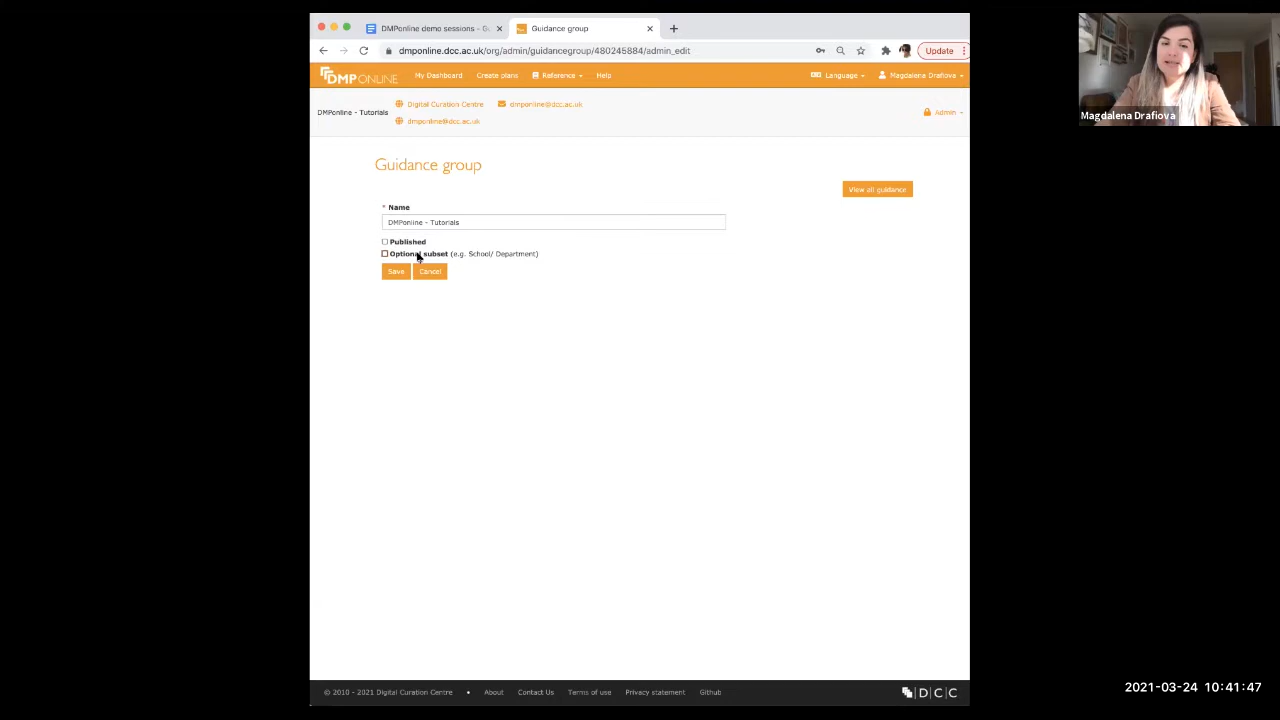 DMPonline demo sessions - G
Guidance group
dmponline.dcc.ac.uk/org/admin/guidancegroup/480245884/admin_edit
Update
DMPONLINE
My Dashboard
Create plans
Reference
Help
Language
Magdalena Drafiova
DMPonline - Tutorials
Digital Curation Centre
dmponline@dcc.ac.uk
dmponline@dcc.ac.uk
Admin
Guidance group
View all guidance
* Name
DMPonline - Tutorials
Published
Optional subset (e.g. School/ Department)
Save
Cancel
© 2010 - 2021 Digital Curation Centre
About
Contact Us
Terms of use
Privacy statement
Github
DCC
Magdalena Drafiova
2021-03-24 10:41:47